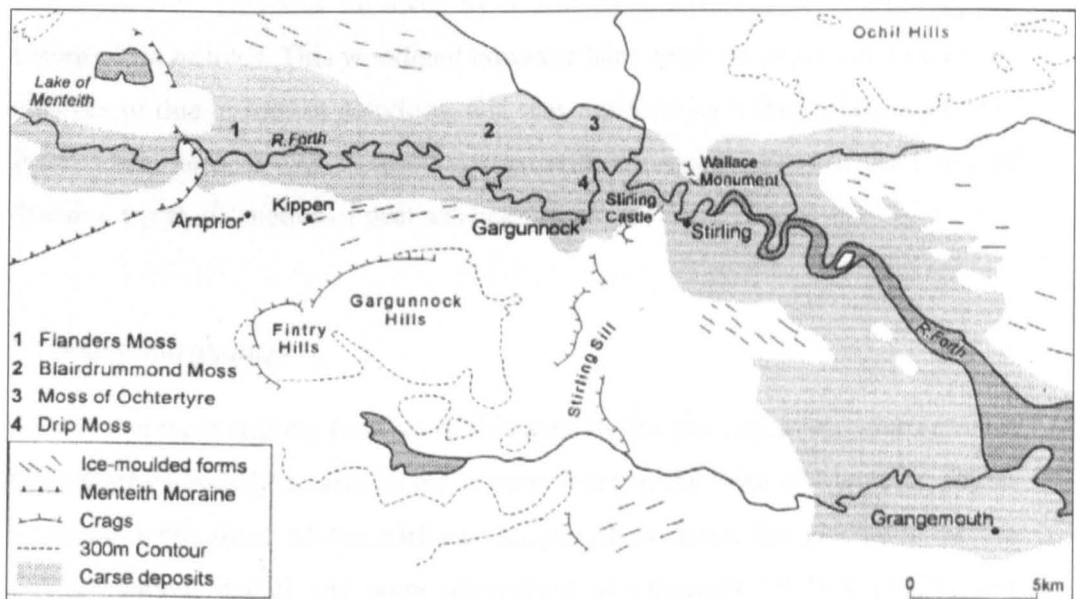 Ochil Hills
Lake of
Menteith
1
2
3
R.Forth
Wallace
Monument
4
Stirling
Castle
Kippen
Arnprior
Gargunnock
Stirling
Gargunnock
Hills
Fintry
Hills
Stirling Sill
R.Forth
1 Flanders Moss
2 Blairdrummond Moss
3 Moss of Ochtertyre
4 Drip Moss
Ice-moulded forms
Menteith Moraine
Crags
300m Contour
Carse deposits
Grangemouth
0 5km